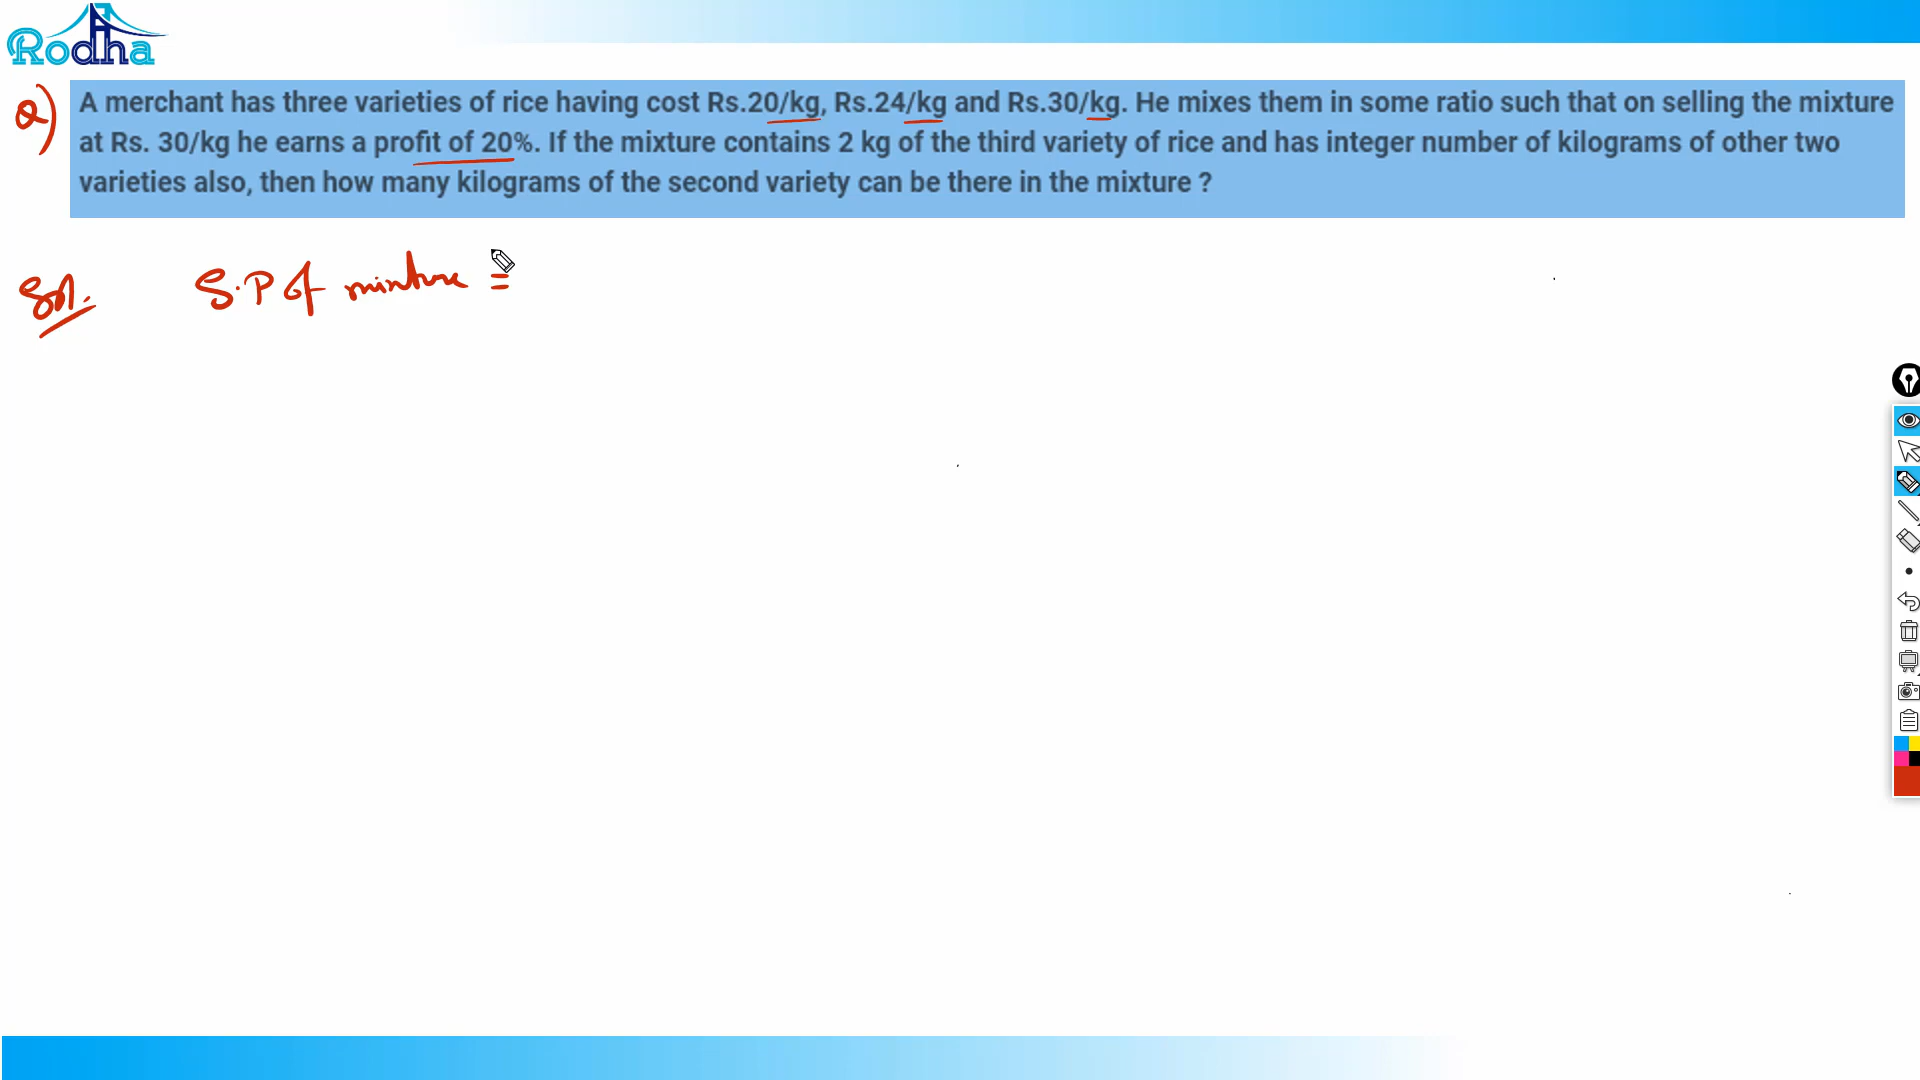 Rodha
Q)
A merchant has three varieties of rice having cost Rs.20/kg, Rs.24/kg and Rs.30/kg. He mixes them in some ratio such that on selling the mixture
at Rs. 30/kg he earns a profit of 20%. If the mixture contains 2 kg of the third variety of rice and has integer number of kilograms of other two
varieties also, then how many kilograms of the second variety can be there in the mixture ?
Sol. S.P of mixture =